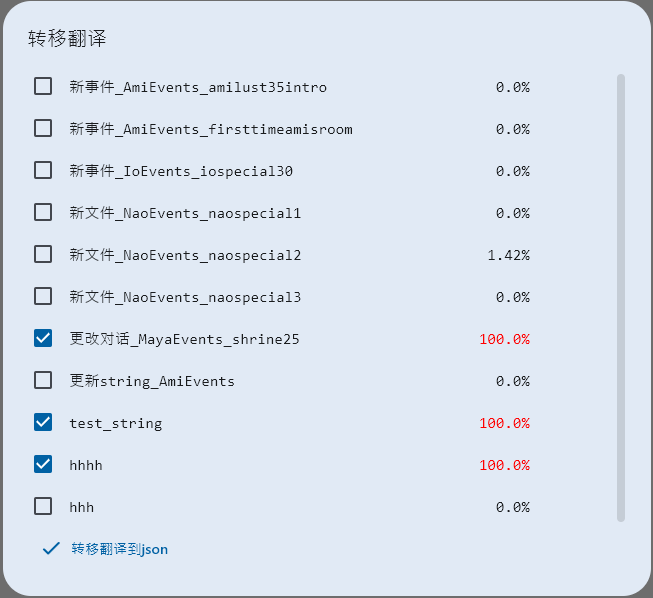 转移翻译
新事件_AmiEvents_amilust35intro 0.0%
新事件_AmiEvents_firsttimeamisroom 0.0%
新事件_IoEvents_iospecial30 0.0%
新文件_NaoEvents_naospecial1 0.0%
新文件_NaoEvents_naospecial2 1.42%
新文件_NaoEvents_naospecial3 0.0%
更改对话_MayaEvents_shrine25 100.0%
更新string_AmiEvents 0.0%
test_string 100.0%
hhhh 100.0%
hhh 0.0%
转移翻译到json